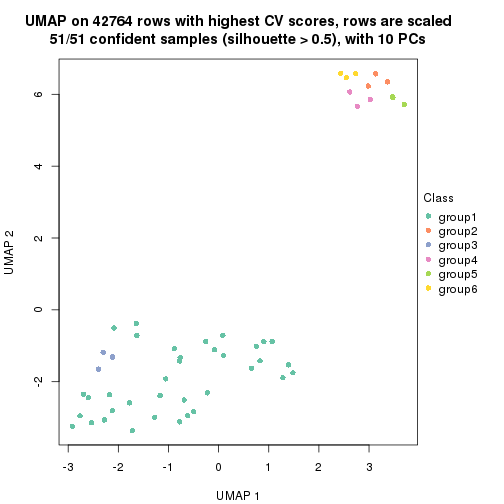 UMAP on 42764 rows with highest CV scores, rows are scaled
51/51 confident samples (silhouette > 0.5), with 10 PCs
6
4
2
0
-2
UMAP 2
-3 -2 -1 0 1 2 3
UMAP 1
Class
group1
group2
group3
group4
group5
group6